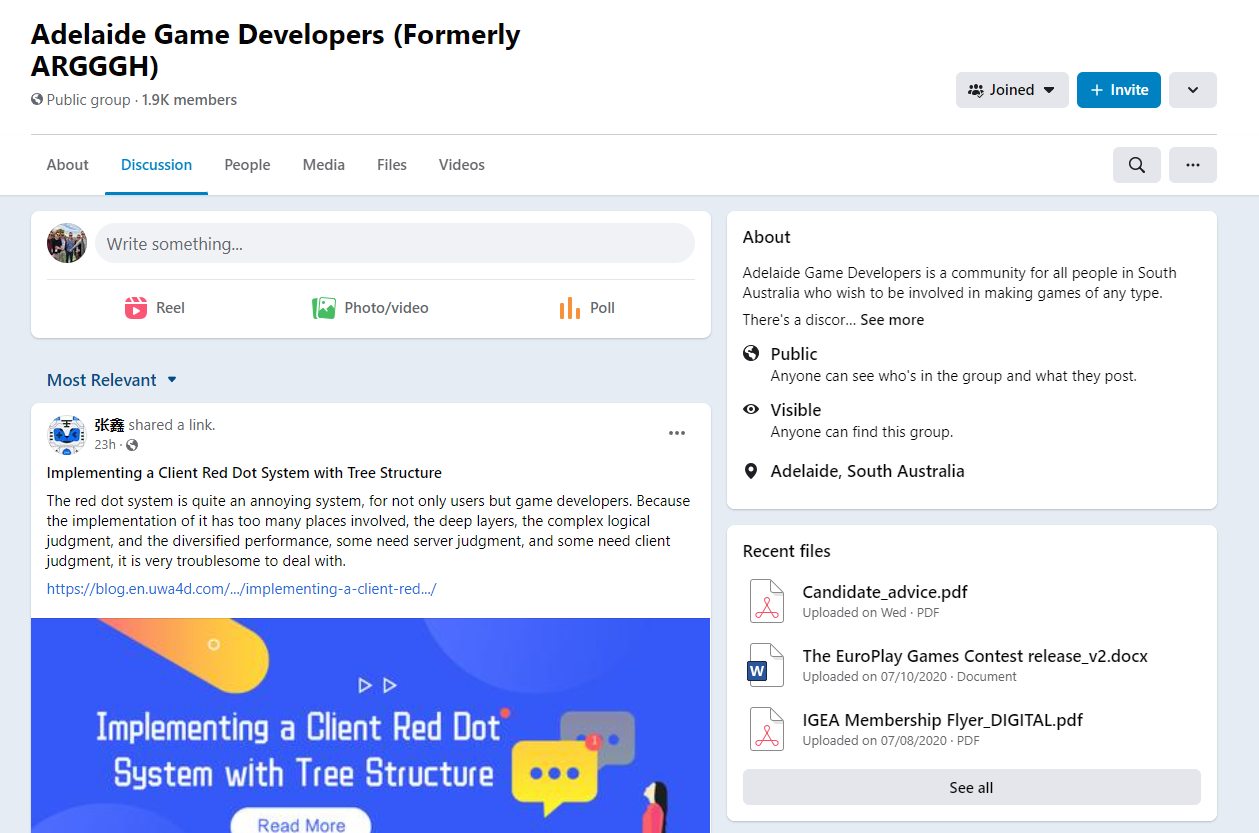 Adelaide Game Developers (Formerly
ARGGGH)
Public group · 1.9K members
Joined
+ Invite
About
Discussion
People
Media
Files
Videos
Write something...
Reel
Photo/video
Poll
Most Relevant
张鑫 shared a link.
23h ·
Implementing a Client Red Dot System with Tree Structure
The red dot system is quite an annoying system, for not only users but game developers. Because
the implementation of it has too many places involved, the deep layers, the complex logical
judgment, and the diversified performance, some need server judgment, and some need client
judgment, it is very troublesome to deal with.
https://blog.en.uwa4d.com/.../implementing-a-client-red.../
Implementing a Client Red Dot
System with Tree Structure
1
Read More
About
Adelaide Game Developers is a community for all people in South
Australia who wish to be involved in making games of any type.
There's a discor... See more
Public
Anyone can see who's in the group and what they post.
Visible
Anyone can find this group.
Adelaide, South Australia
Recent files
Candidate_advice.pdf
Uploaded on Wed · PDF
W
The EuroPlay Games Contest release_v2.docx
Uploaded on 07/10/2020 · Document
IGEA Membership Flyer_DIGITAL.pdf
Uploaded on 07/08/2020 · PDF
See all